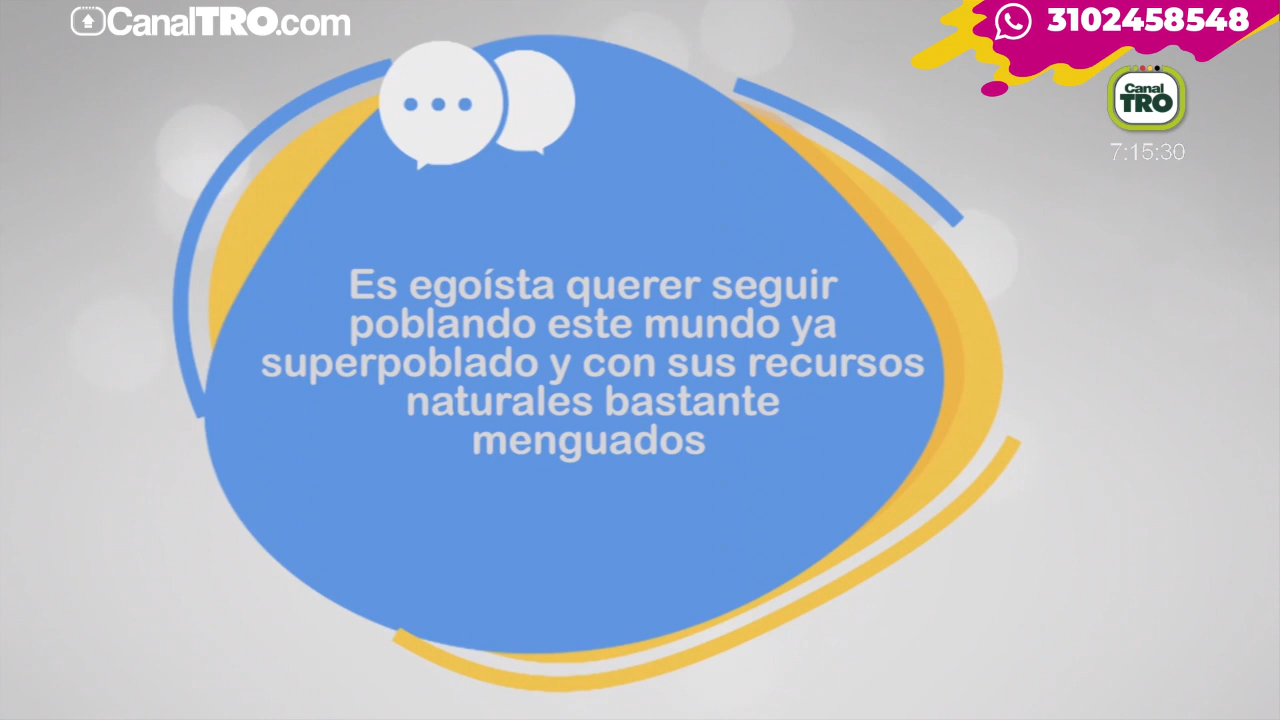 CanalTRO.com
3102458548
Canal
TRO
7:15:30
Es egoísta querer seguir
poblando este mundo ya
superpoblado y con sus recursos
naturales bastante
menguados